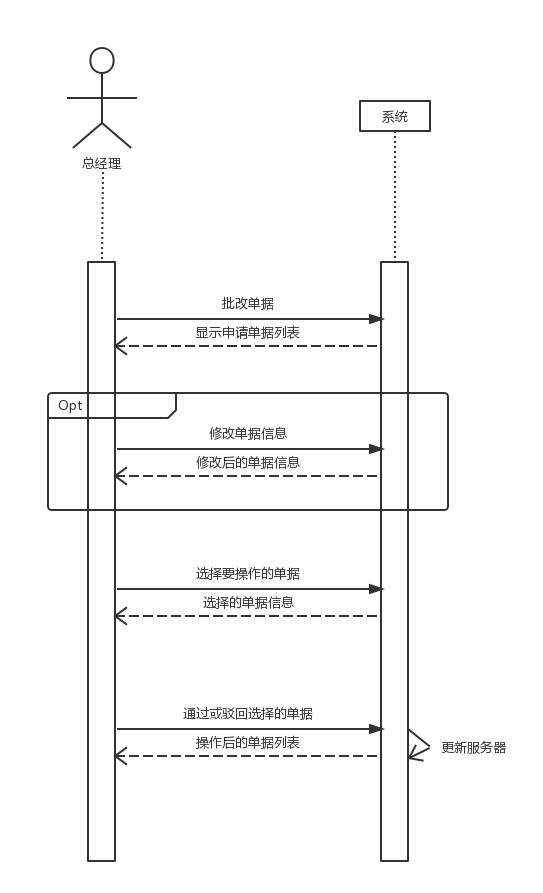 系统
总经理
批改单据
显示申请单据列表
Opt
修改单据信息
修改后的单据信息
选择要操作的单据
选择的单据信息
通过或驳回选择的单据
操作后的单据列表
更新服务器